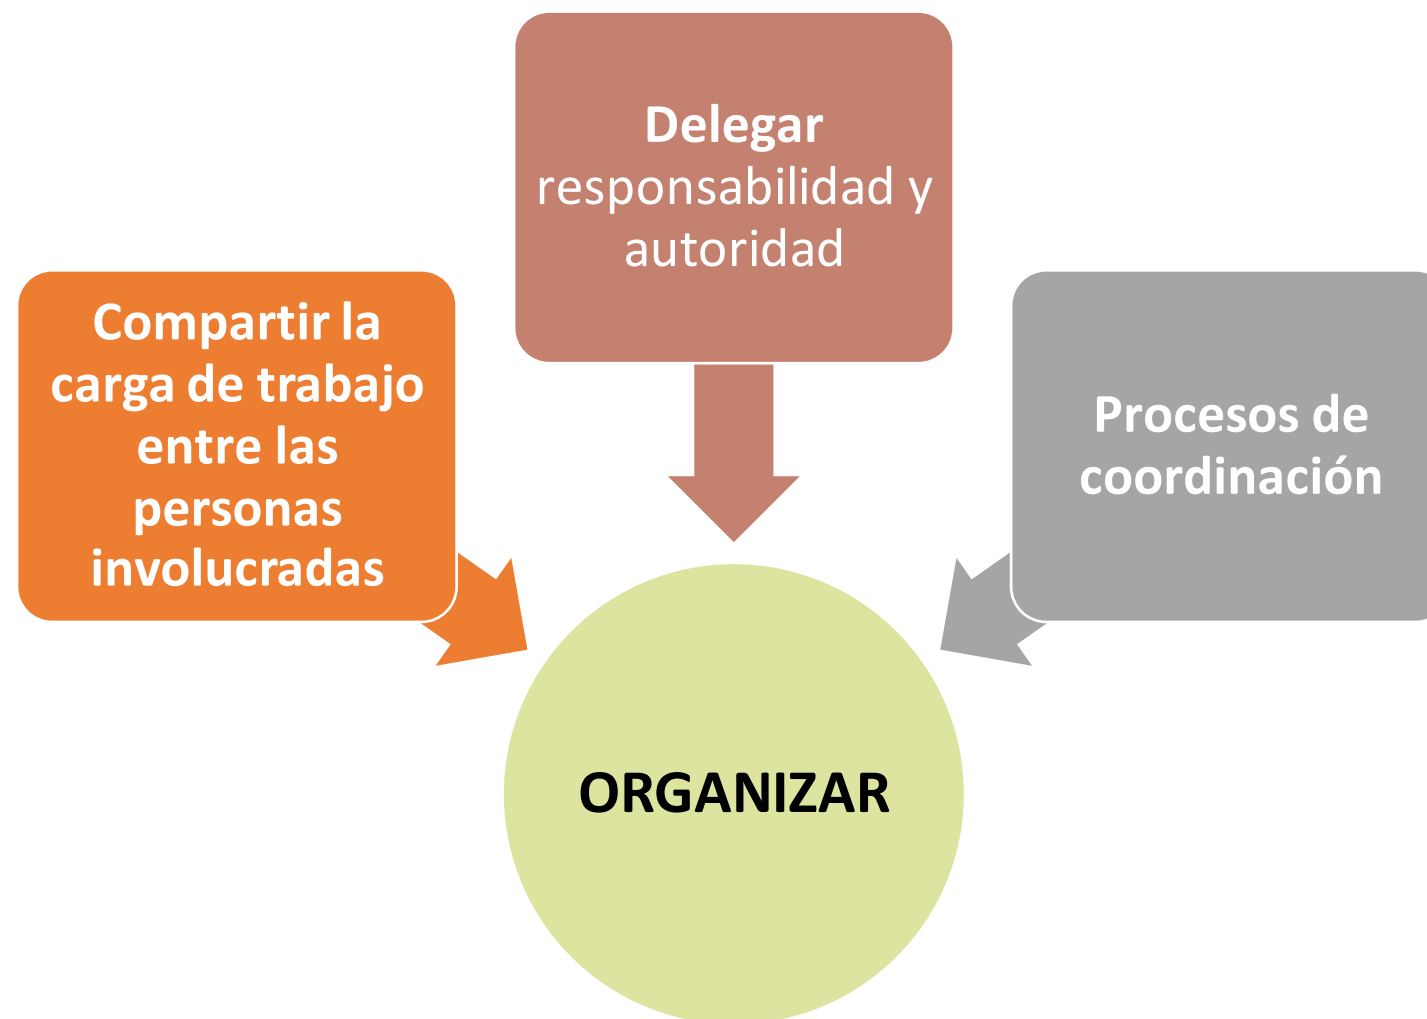 Delegar
responsabilidad y
autoridad
Compartir la
carga de trabajo
entre las
personas
involucradas
Procesos de
coordinación
ORGANIZAR